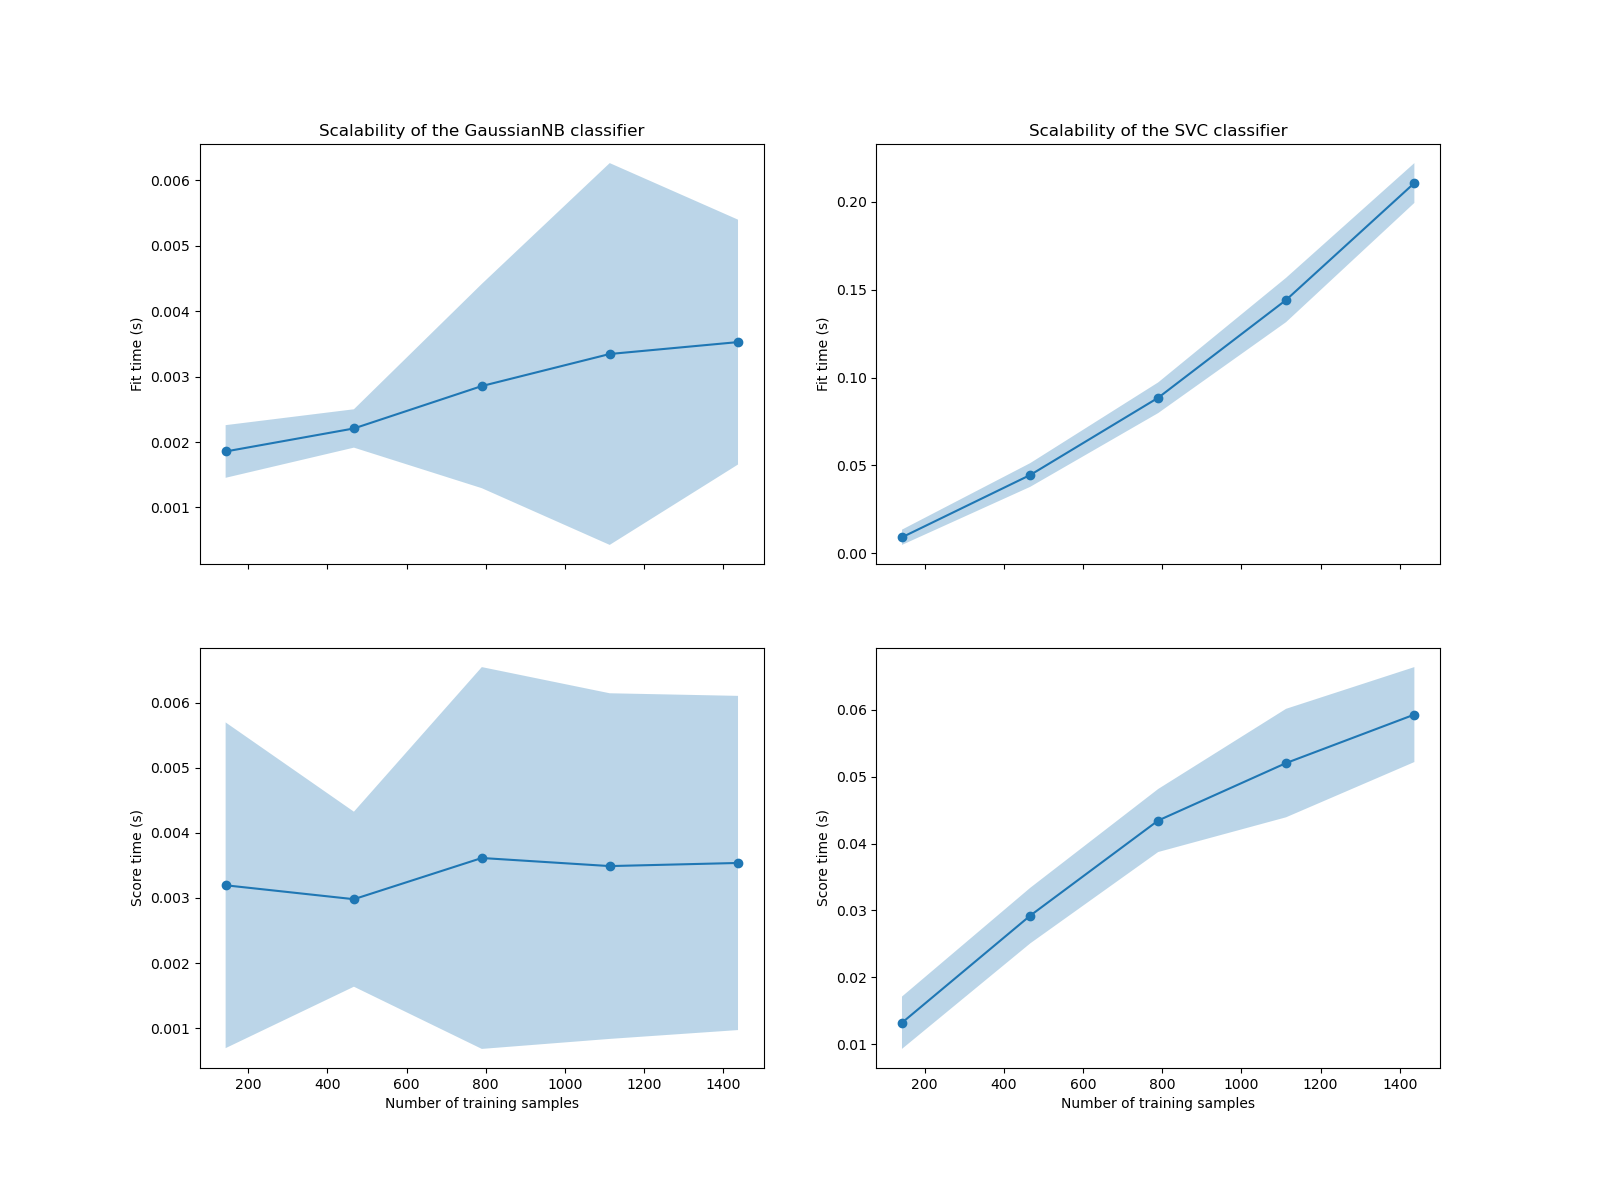 Scalability of the GaussianNB classifier
Scalability of the SVC classifier
0.006
0.005
0.004
0.003
0.002
0.001
Fit time (s)
0.20
0.15
0.10
0.05
0.00
Fit time (s)
0.006
0.005
0.004
0.003
0.002
0.001
Score time (s)
200 400 600 800 1000 1200 1400
Number of training samples
0.06
0.05
0.04
0.03
0.02
0.01
Score time (s)
200 400 600 800 1000 1200 1400
Number of training samples